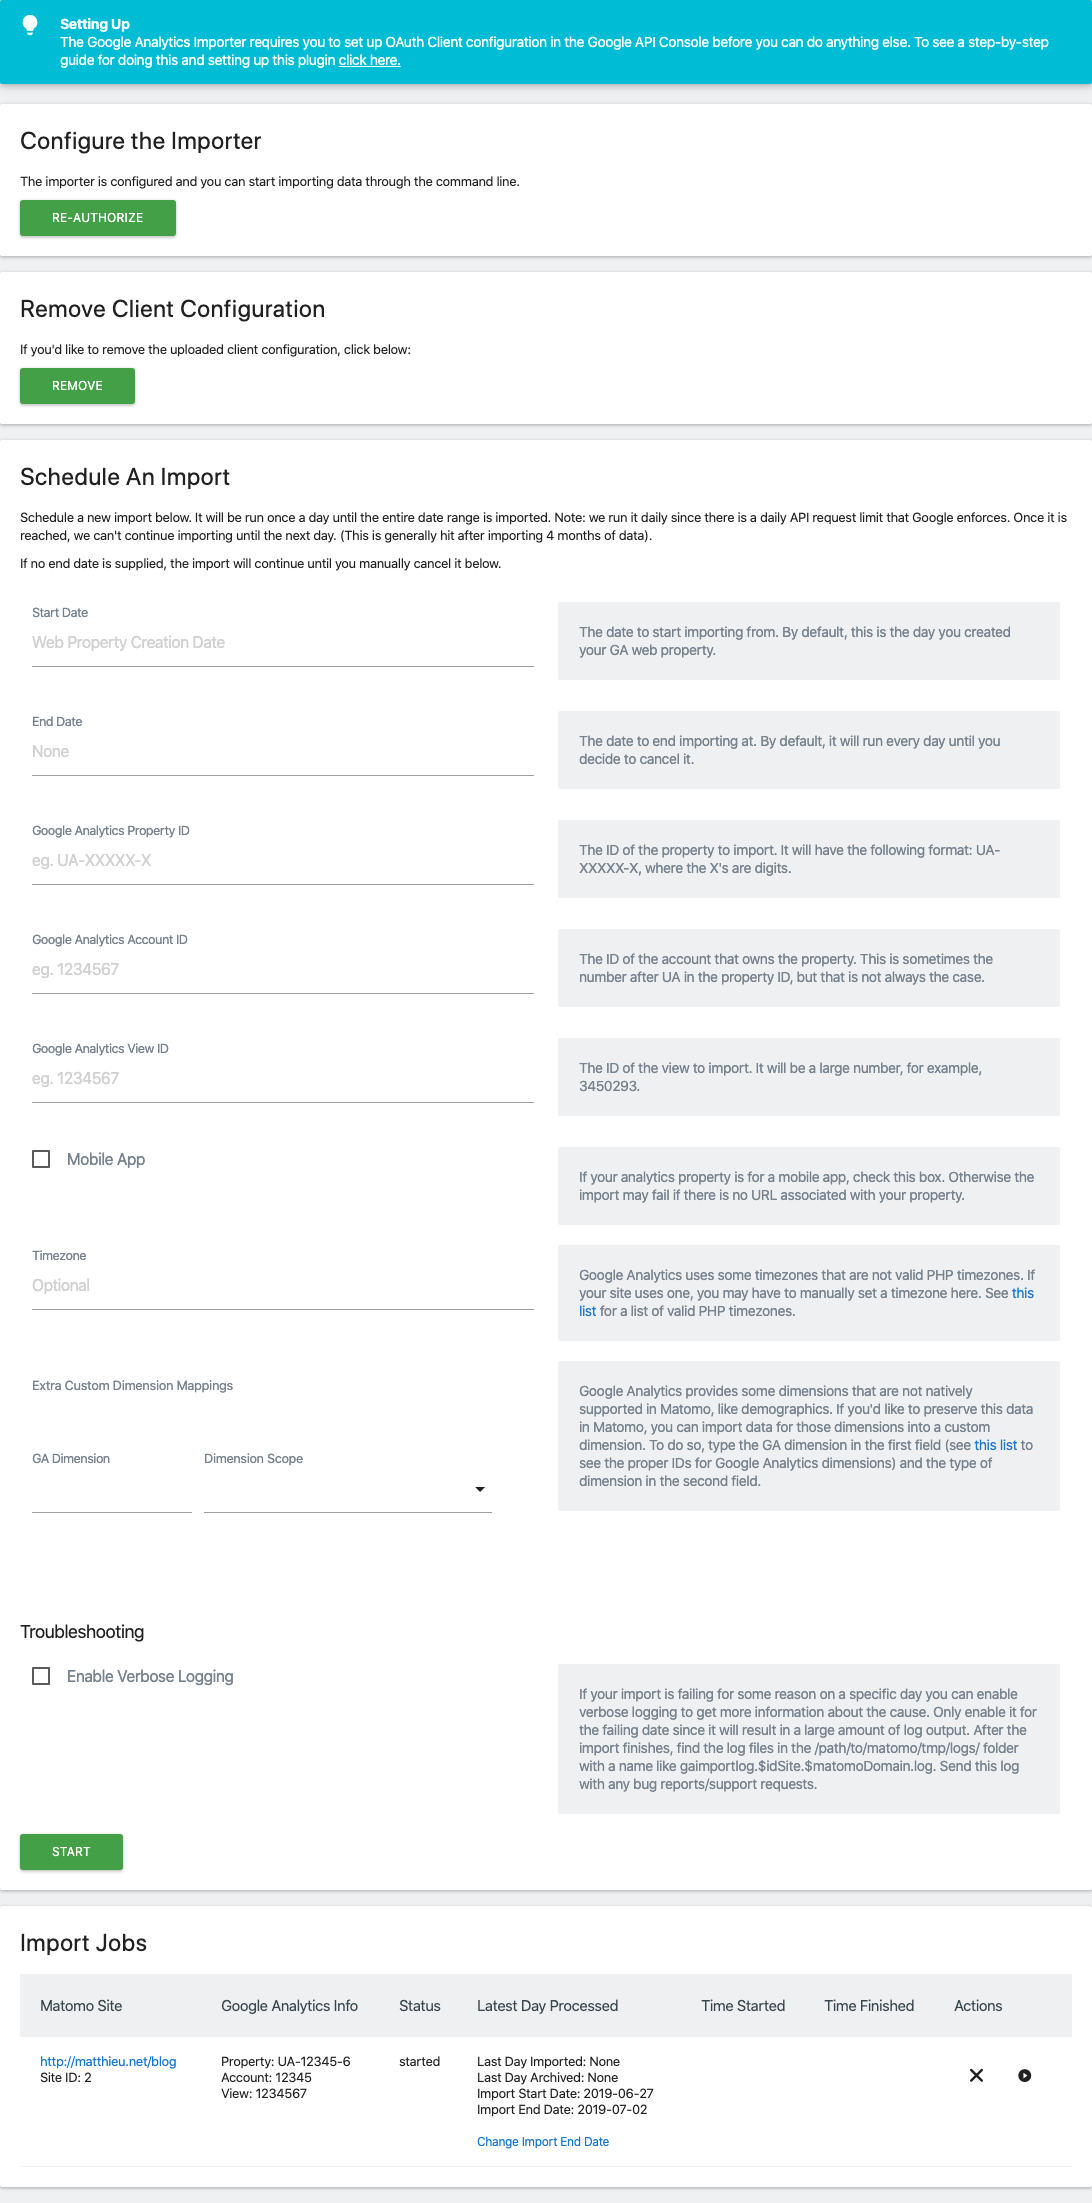 Setting Up
The Google Analytics Importer requires you to set up OAuth Client configuration in the Google API Console before you can do anything else. To see a step-by-step
guide for doing this and setting up this plugin click here.
Configure the Importer
The importer is configured and you can start importing data through the command line.
RE-AUTHORIZE
Remove Client Configuration
If you'd like to remove the uploaded client configuration, click below:
REMOVE
Schedule An Import
Schedule a new import below. It will be run once a day until the entire date range is imported. Note: we run it daily since there is a daily API request limit that Google enforces. Once it is
reached, we can't continue importing until the next day. (This is generally hit after importing 4 months of data).
If no end date is supplied, the import will continue until you manually cancel it below.
Start Date
Web Property Creation Date
The date to start importing from. By default, this is the day you created
your GA web property.
End Date
None
The date to end importing at. By default, it will run every day until you
decide to cancel it.
Google Analytics Property ID
eg. UA-XXXXX-X
The ID of the property to import. It will have the following format: UA-
XXXXX-X, where the X's are digits.
Google Analytics Account ID
eg. 1234567
The ID of the account that owns the property. This is sometimes the
number after UA in the property ID, but that is not always the case.
Google Analytics View ID
eg. 1234567
The ID of the view to import. It will be a large number, for example,
3450293.
Mobile App
If your analytics property is for a mobile app, check this box. Otherwise the
import may fail if there is no URL associated with your property.
Timezone
Optional
Google Analytics uses some timezones that are not valid PHP timezones. If
your site uses one, you may have to manually set a timezone here. See this
list for a list of valid PHP timezones.
Extra Custom Dimension Mappings
GA Dimension
Dimension Scope
Google Analytics provides some dimensions that are not natively
supported in Matomo, like demographics. If you'd like to preserve this data
in Matomo, you can import data for those dimensions into a custom
dimension. To do so, type the GA dimension in the first field (see this list to
see the proper IDs for Google Analytics dimensions) and the type of
dimension in the second field.
Troubleshooting
Enable Verbose Logging
If your import is failing for some reason on a specific day you can enable
verbose logging to get more information about the cause. Only enable it for
the failing date since it will result in a large amount of log output. After the
import finishes, find the log files in the /path/to/matomo/tmp/logs/ folder
with a name like gaimportlog.$idSite.$matomoDomain.log. Send this log
with any bug reports/support requests.
START
Import Jobs
Matomo Site Google Analytics Info Status Latest Day Processed Time Started Time Finished Actions
http://matthieu.net/blog Property: UA-12345-6 started Last Day Imported: None
Site ID: 2 Account: 12345 Last Day Archived: None
View: 1234567 Import Start Date: 2019-06-27
Import End Date: 2019-07-02
Change Import End Date